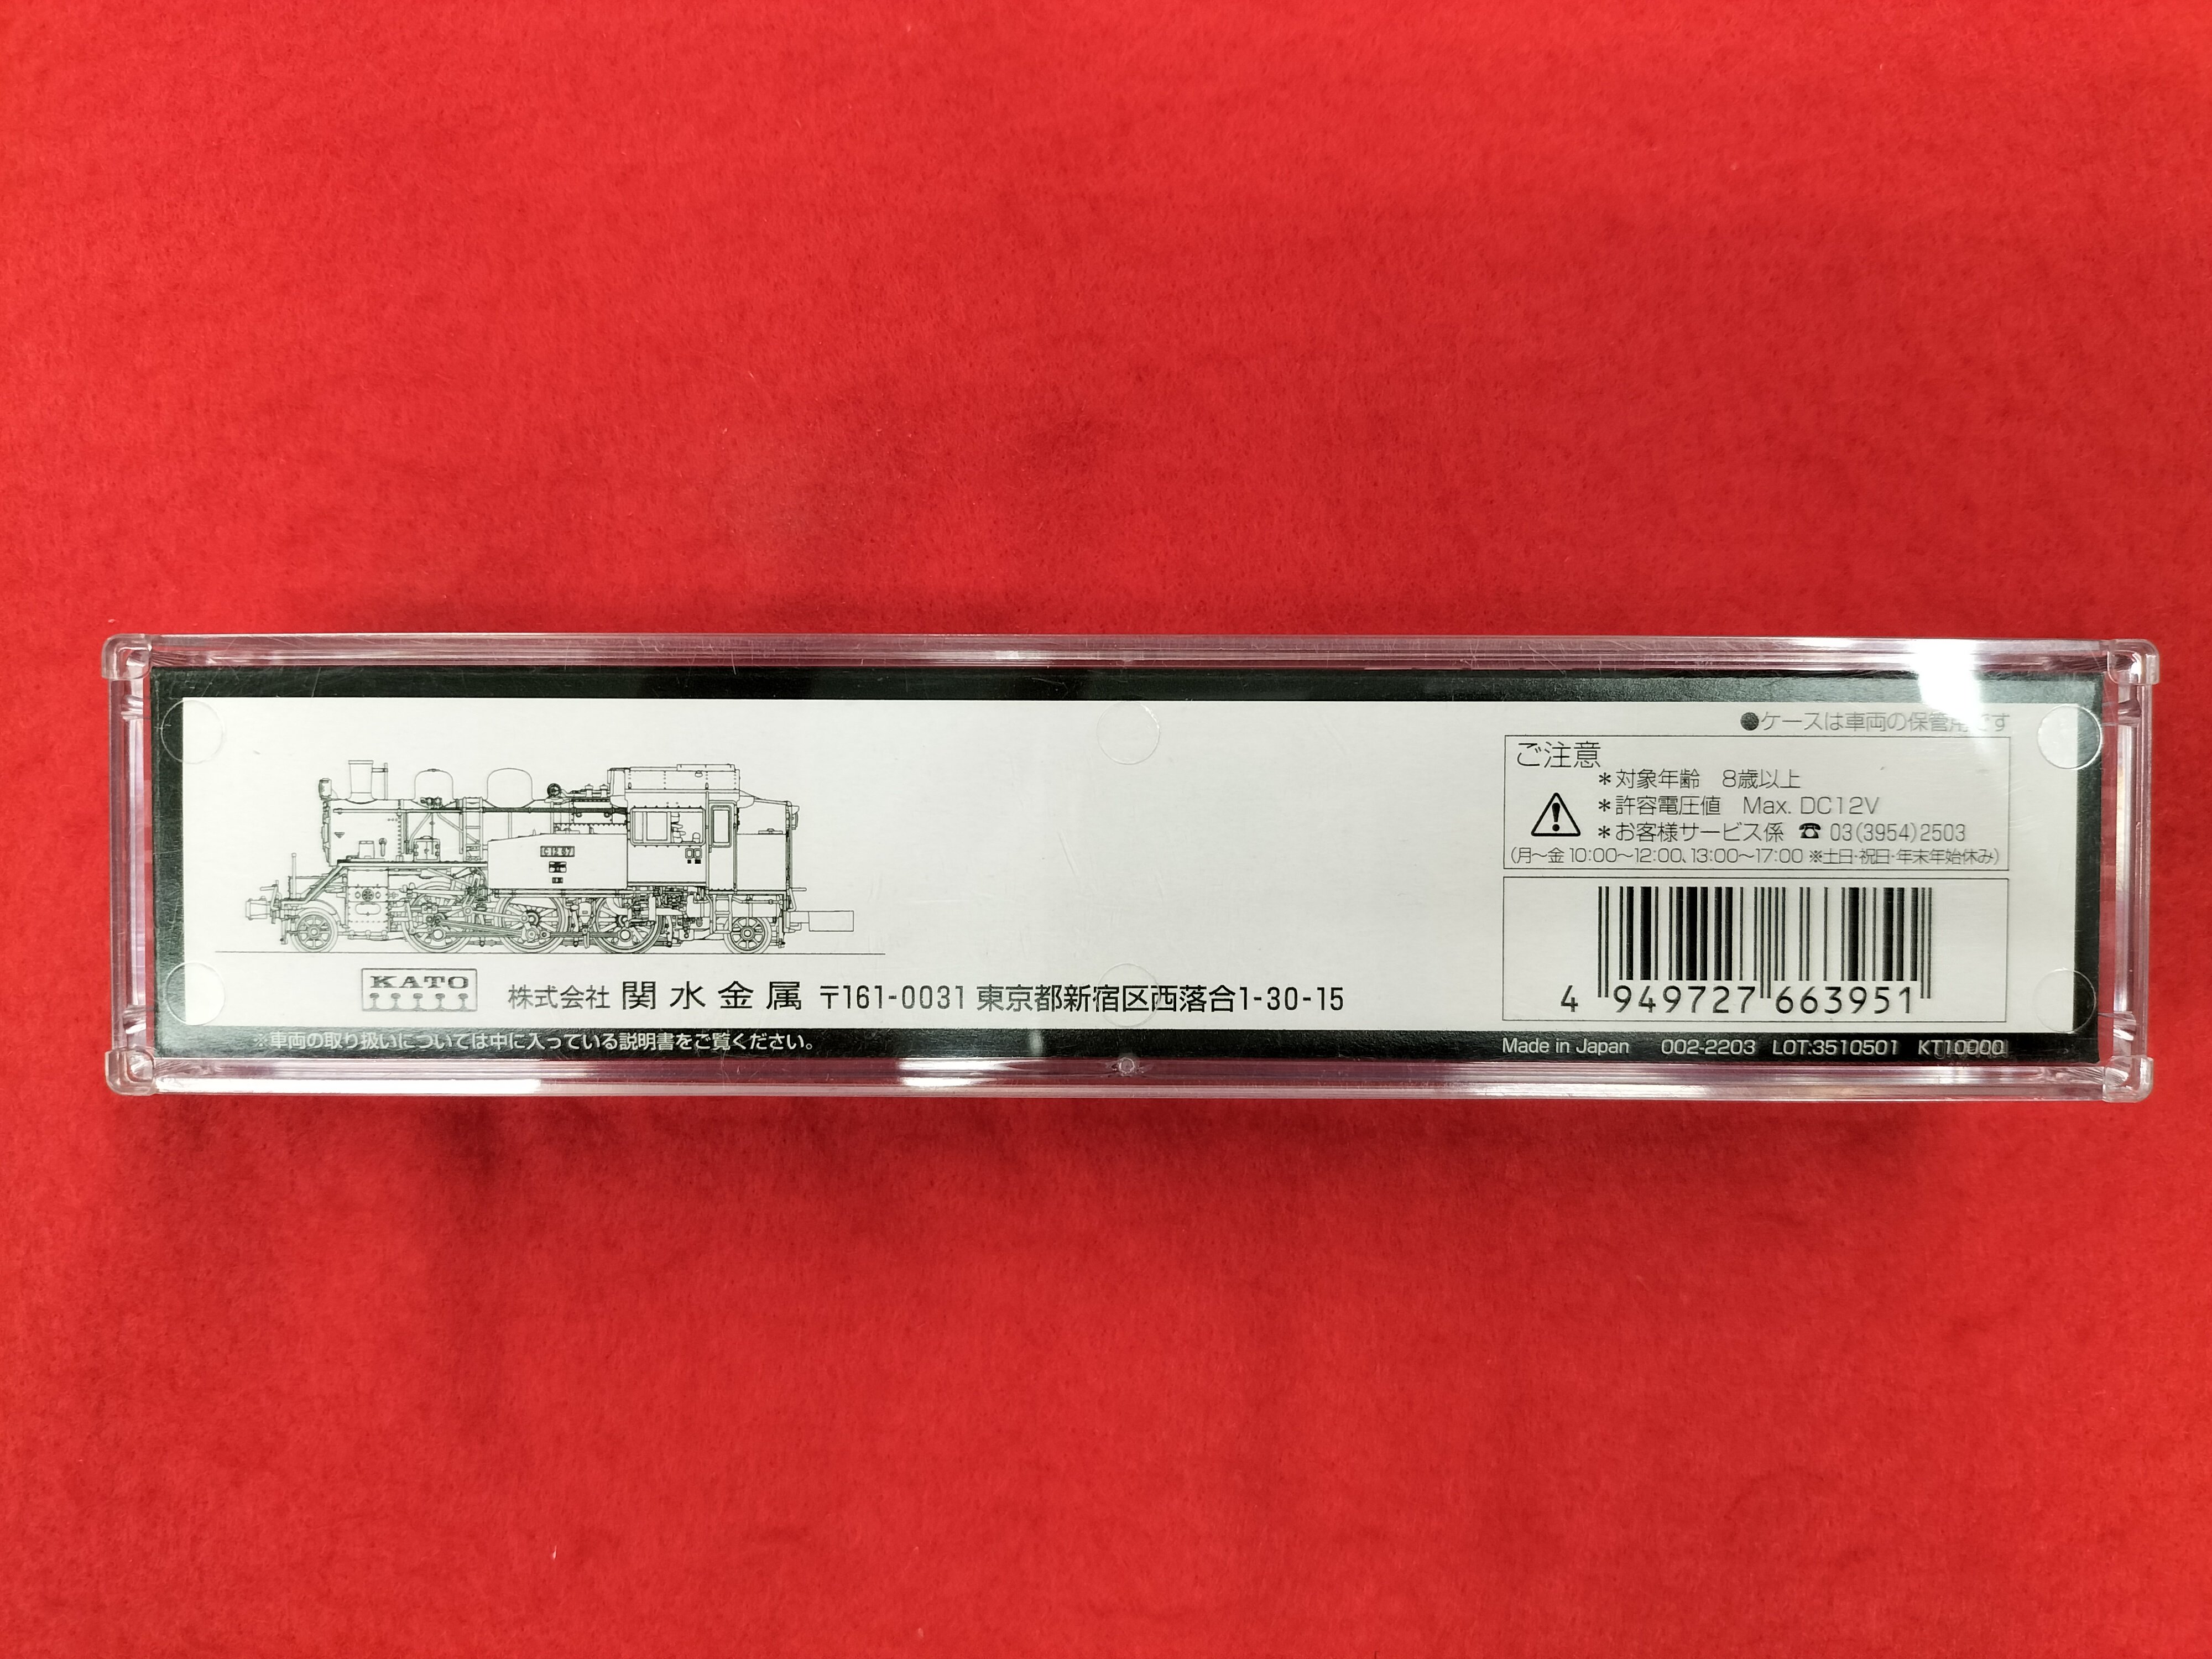 ●ケースは車両の保管用です
ご注意
＊対象年齢　8歳以上
＊許容電圧値　Max. DC12V
＊お客様サービス係 ☎ 03(3954)2503
(月～金 10:00～12:00、13:00～17:00 ※土日・祝日・年末年始休み)
C12 67
KATO 株式会社 関水金属 〒161-0031 東京都新宿区西落合1-30-15
4 949727 663951
※車両の取り扱いについては中に入っている説明書をご覧ください。
Made in Japan 002-2203 LOT:3510501 KT10000